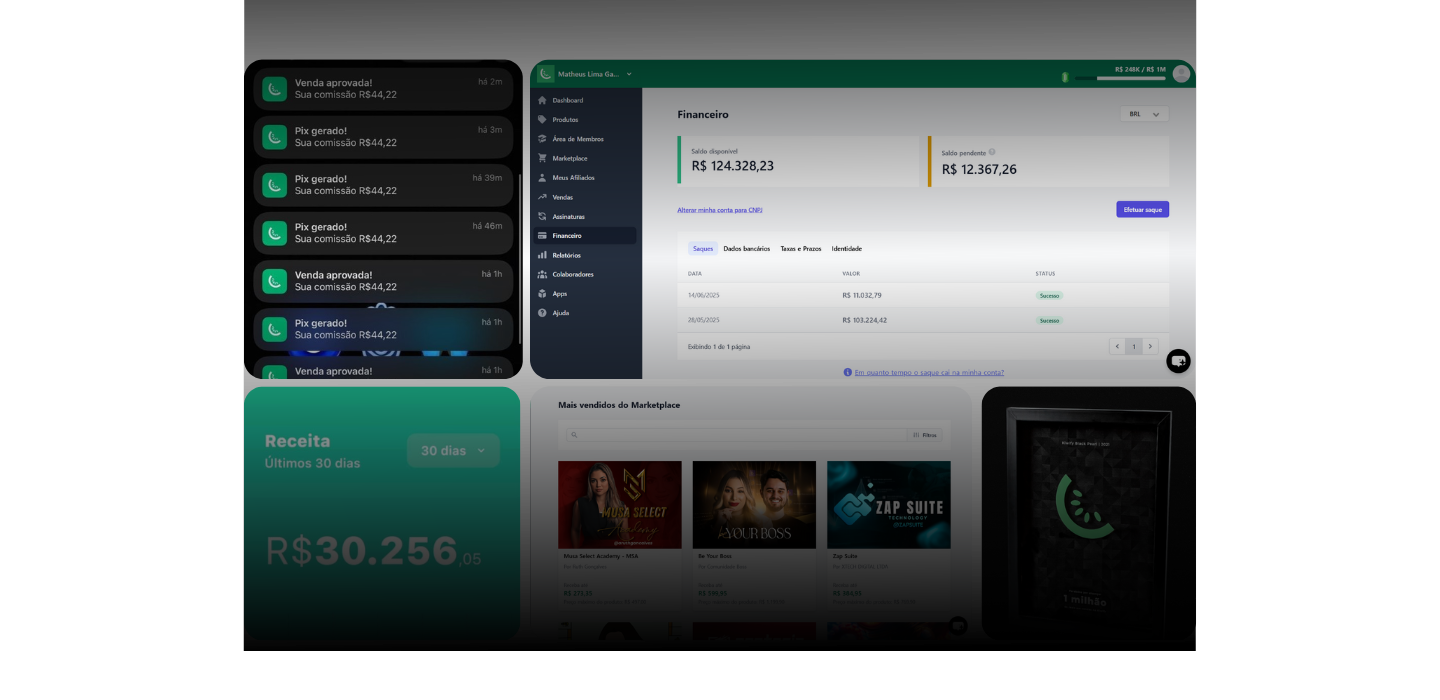 Venda aprovada!
há 2m
Sua comissão R$44,22
Pix gerado!
há 3m
Sua comissão R$44,22
Pix gerado!
há 39m
Sua comissão R$44,22
Pix gerado!
há 46m
Sua comissão R$44,22
Venda aprovada!
há 1h
Sua comissão R$44,22
Pix gerado!
há 1h
Sua comissão R$44,22
Venda aprovada!
há 1h
Matheus Lima Ga...
R$ 248K / R$ 1M
Dashboard
Produtos
Área de Membros
Marketplace
Meus Afiliados
Vendas
Assinaturas
Financeiro
Relatórios
Colaboradores
Apps
Ajuda
Financeiro
BRL
Saldo disponível
R$ 124.328,23
Saldo pendente
R$ 12.367,26
Alterar minha conta para CNPJ
Efetuar saque
Saques
Dados bancários
Taxas e Prazos
Identidade
DATA
VALOR
STATUS
14/06/2025
R$ 11.032,79
Sucesso
28/05/2025
R$ 103.224,42
Sucesso
Exibindo 1 de 1 página
1
Em quanto tempo o saque cai na minha conta?
Receita
Últimos 30 dias
30 dias
R$30.256,05
Mais vendidos do Marketplace
Filtros
MUSA SELECT
Academy
YOUR BOSS
ZAP SUITE
TECHNOLOGY
@ZAPSUITE
Musa Select Academy - MSA
Be Your Boss
Zap Suite
1 milhão